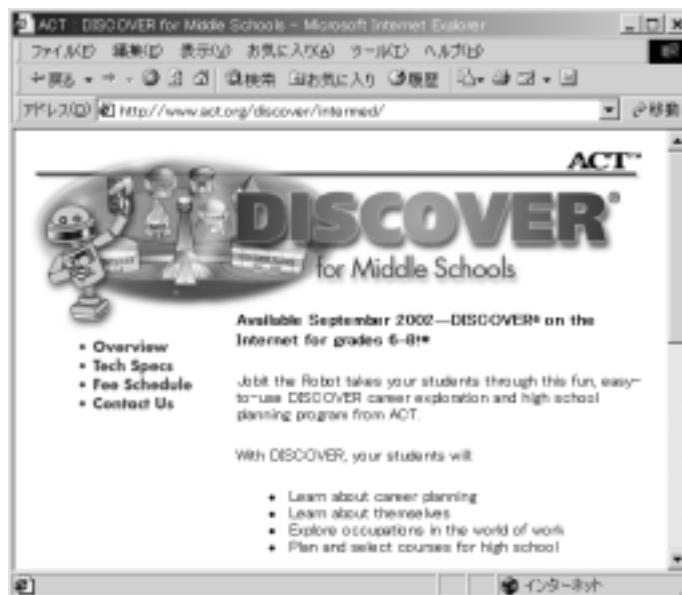 ACT : DISCOVER for Middle Schools - Microsoft Internet Explorer
ファイル(F) 編集(E) 表示(V) お気に入り(A) ツール(T) ヘルプ(H)
戻る 検索 お気に入り 履歴
アドレス(D) http://www.act.org/discover/intermed/ 移動
ACT™
DISCOVER®
for Middle Schools
• Overview
• Tech Specs
• Fee Schedule
• Contact Us
Available September 2002—DISCOVER® on the
Internet for grades 6-8!*
Jobit the Robot takes your students through this fun, easy-
to-use DISCOVER career exploration and high school
planning program from ACT.
With DISCOVER, your students will:
• Learn about career planning
• Learn about themselves
• Explore occupations in the world of work
• Plan and select courses for high school
インターネット